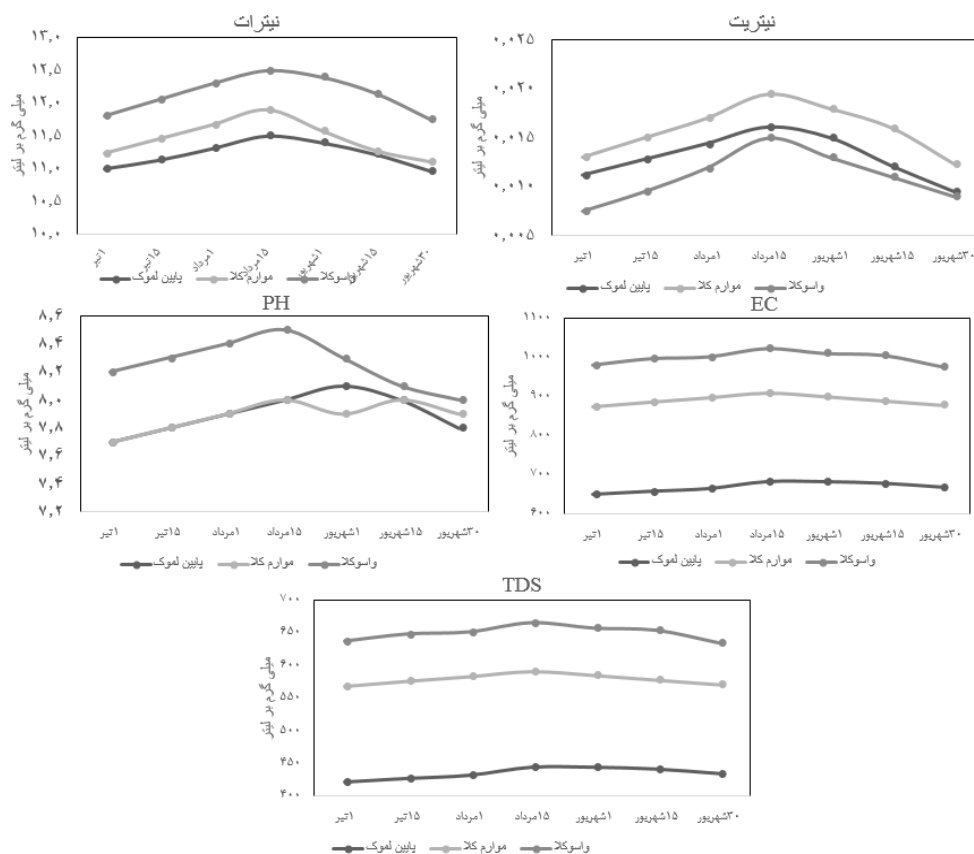 نیترات
۱۳,۰
۱۲,۵
۱۲,۰
۱۱,۵
۱۱,۰
۱۰,۵
۱۰,۰
میلی گرم بر لیتر
۱تیر
۱۵تیر
۱مرداد
۱۵مرداد
۱شهریور
۱۵شهریور
۳۰شهریور
پایین لموک
موارم کلا
واسوکلا
نیتریت
۰,۰۲۵
۰,۰۲۰
۰,۰۱۵
۰,۰۱۰
۰,۰۰۵
میلی گرم بر لیتر
۱تیر
۱۵تیر
۱مرداد
۱۵مرداد
۱شهریور
۱۵شهریور
۳۰شهریور
پایین لموک
موارم کلا
واسوکلا
PH
۸,۶
۸,۴
۸,۲
۸,۰
۷,۸
۷,۶
۷,۴
۷,۲
میلی گرم بر لیتر
۱تیر
۱۵تیر
۱مرداد
۱۵مرداد
۱شهریور
۱۵شهریور
۳۰شهریور
پایین لموک
موارم کلا
واسوکلا
EC
۱۱۰۰
۱۰۰۰
۹۰۰
۸۰۰
۷۰۰
۶۰۰
میلی گرم بر لیتر
۱تیر
۱۵تیر
۱مرداد
۱۵مرداد
۱شهریور
۱۵شهریور
۳۰شهریور
پایین لموک
موارم کلا
واسوکلا
TDS
۷۰۰
۶۵۰
۶۰۰
۵۵۰
۵۰۰
۴۵۰
۴۰۰
میلی گرم بر لیتر
۱تیر
۱۵تیر
۱مرداد
۱۵مرداد
۱شهریور
۱۵شهریور
۳۰شهریور
پایین لموک
موارم کلا
واسوکلا